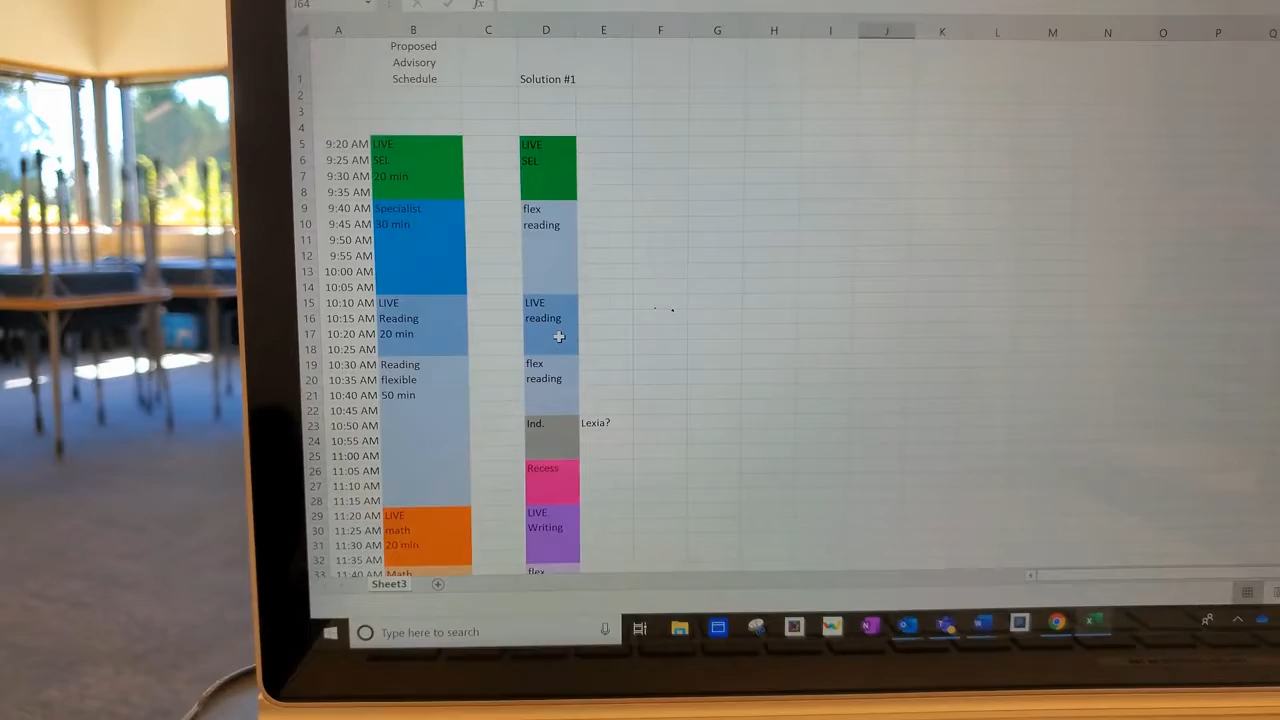 J64 fx
A B C D E F G H I J K L M N O P Q
Proposed
Advisory
1 Schedule Solution #1
2
3
4
5 9:20 AM LIVE LIVE
6 9:25 AM SEL SEL
7 9:30 AM 20 min
8 9:35 AM
9 9:40 AM Specialist flex
10 9:45 AM 30 min reading
11 9:50 AM
12 9:55 AM
13 10:00 AM
14 10:05 AM
15 10:10 AM LIVE LIVE
16 10:15 AM Reading reading
17 10:20 AM 20 min
18 10:25 AM
19 10:30 AM Reading flex
20 10:35 AM flexible reading
21 10:40 AM 50 min
22 10:45 AM
23 10:50 AM Ind. Lexia?
24 10:55 AM
25 11:00 AM
26 11:05 AM Recess
27 11:10 AM
28 11:15 AM
29 11:20 AM LIVE LIVE
30 11:25 AM math Writing
31 11:30 AM 20 min
32 11:35 AM
33 11:40 AM Math flex
Sheet3
Type here to search